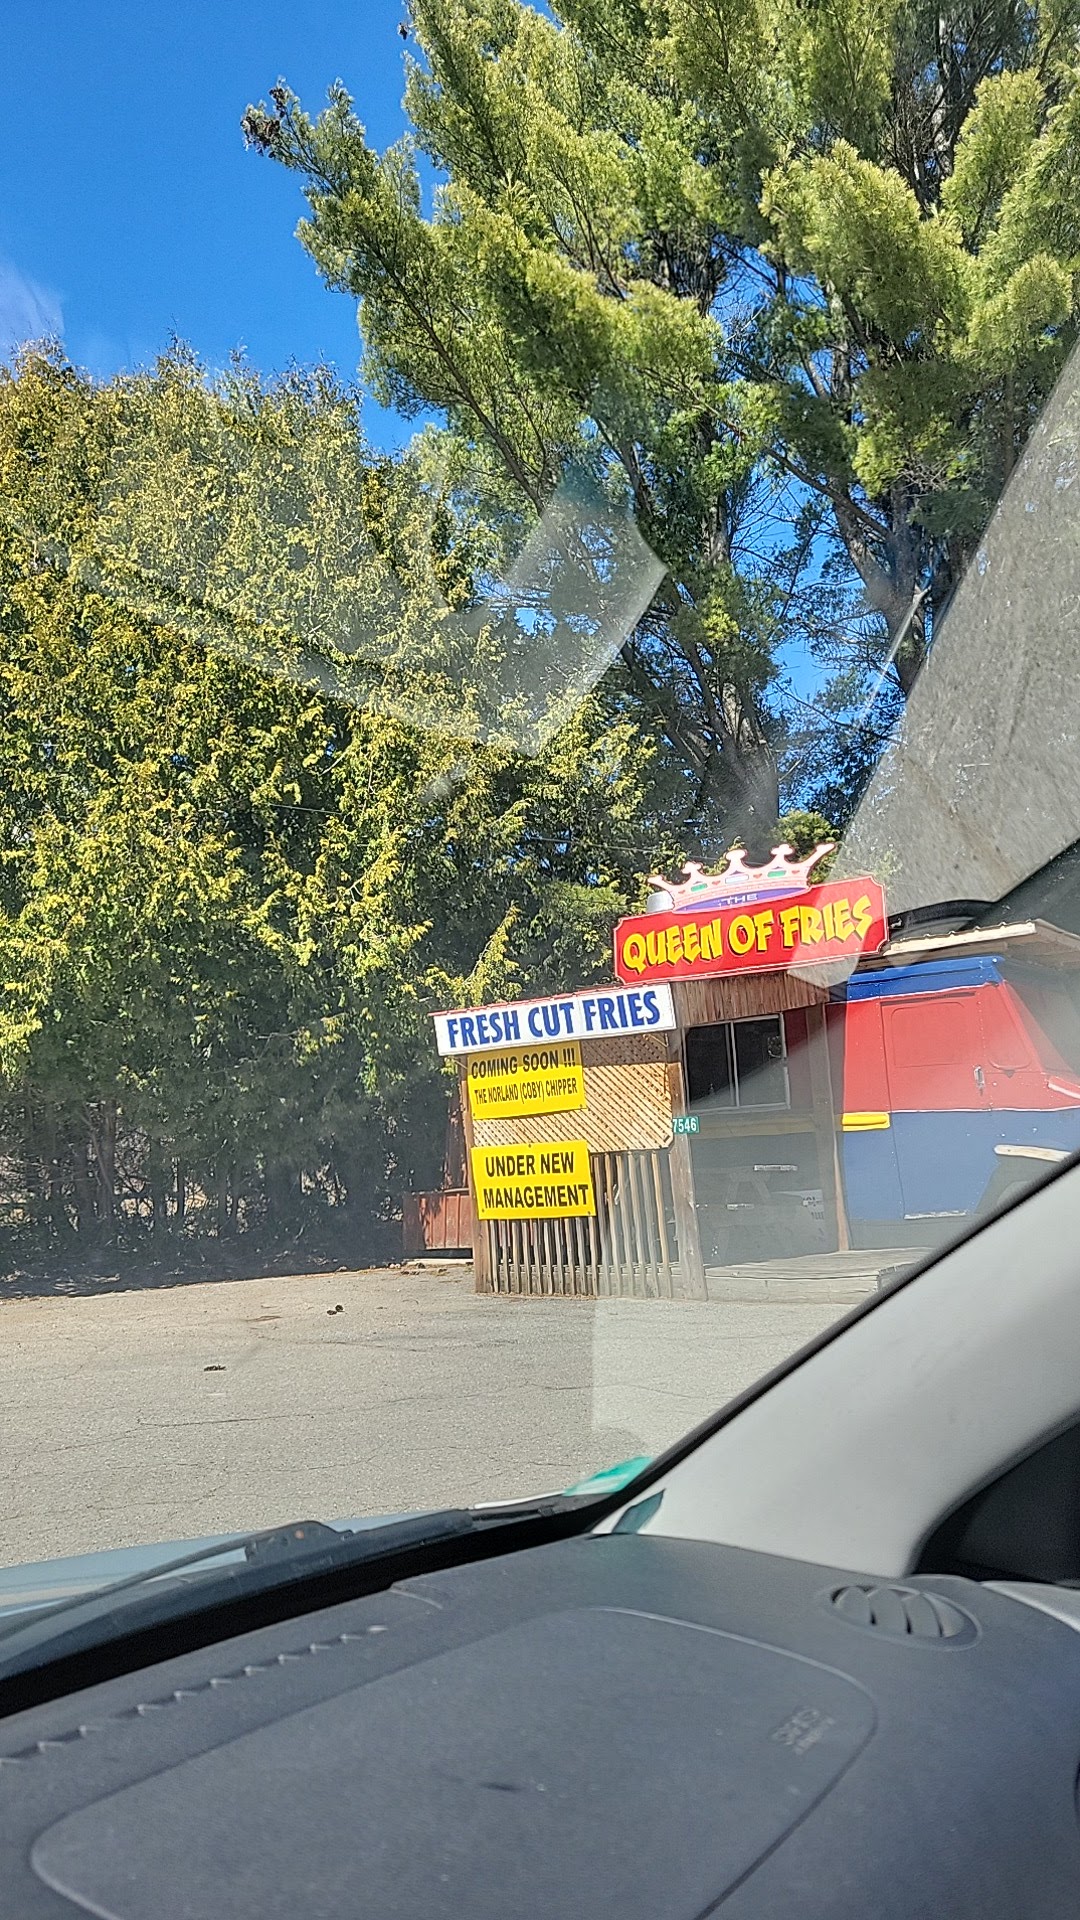 THE
QUEEN OF FRIES
FRESH CUT FRIES
COMING SOON !!!
THE NORLAND (COBY) CHIPPER
7546
UNDER NEW
MANAGEMENT